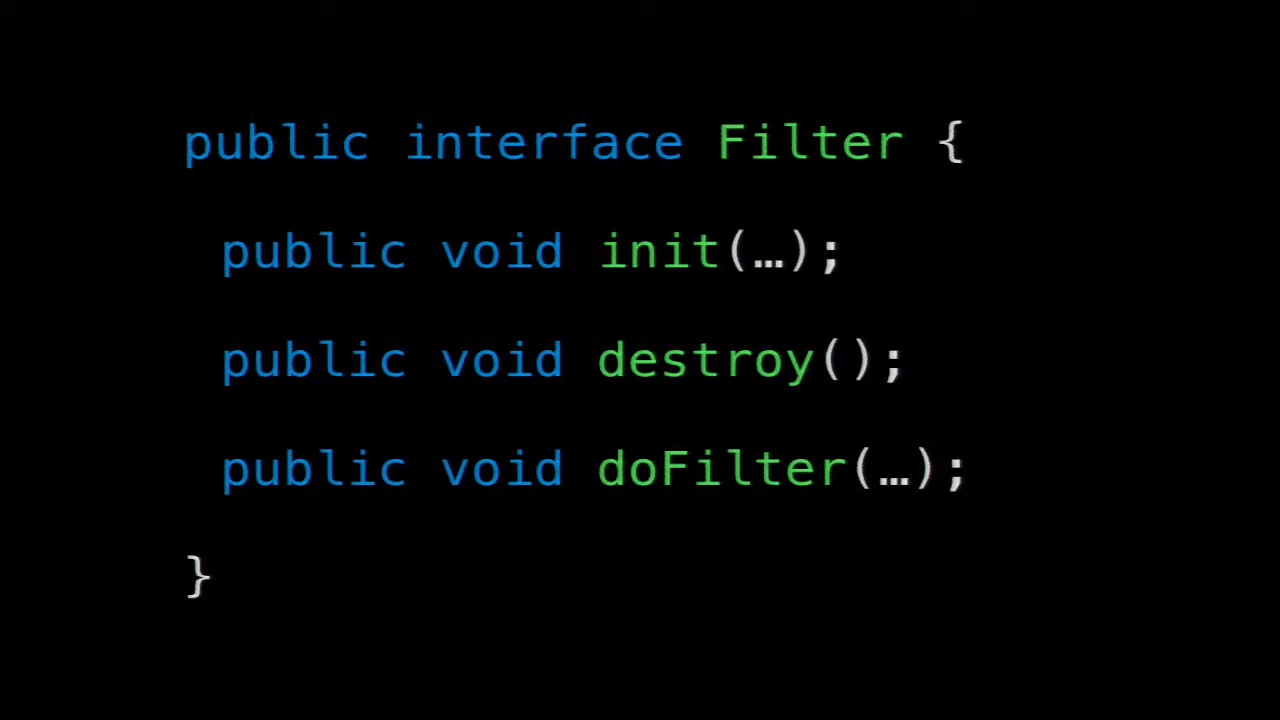 public interface Filter {
public void init(…);
public void destroy();
public void doFilter(…);
}